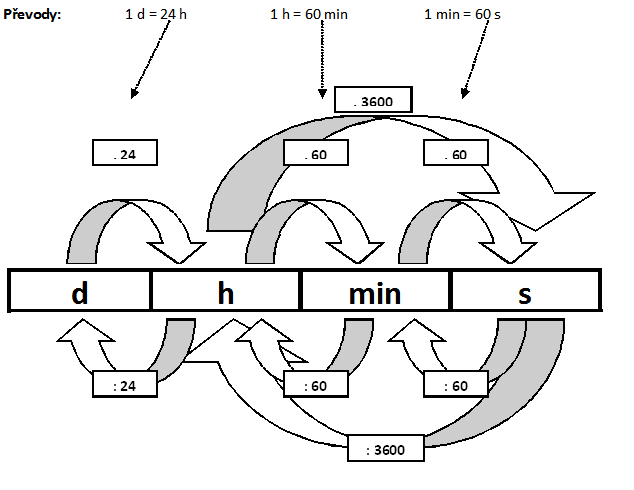 Převody: 1 d = 24 h 1 h = 60 min 1 min = 60 s
. 3600
. 24 . 60 . 60
d h min s
: 24 : 60 : 60
: 3600